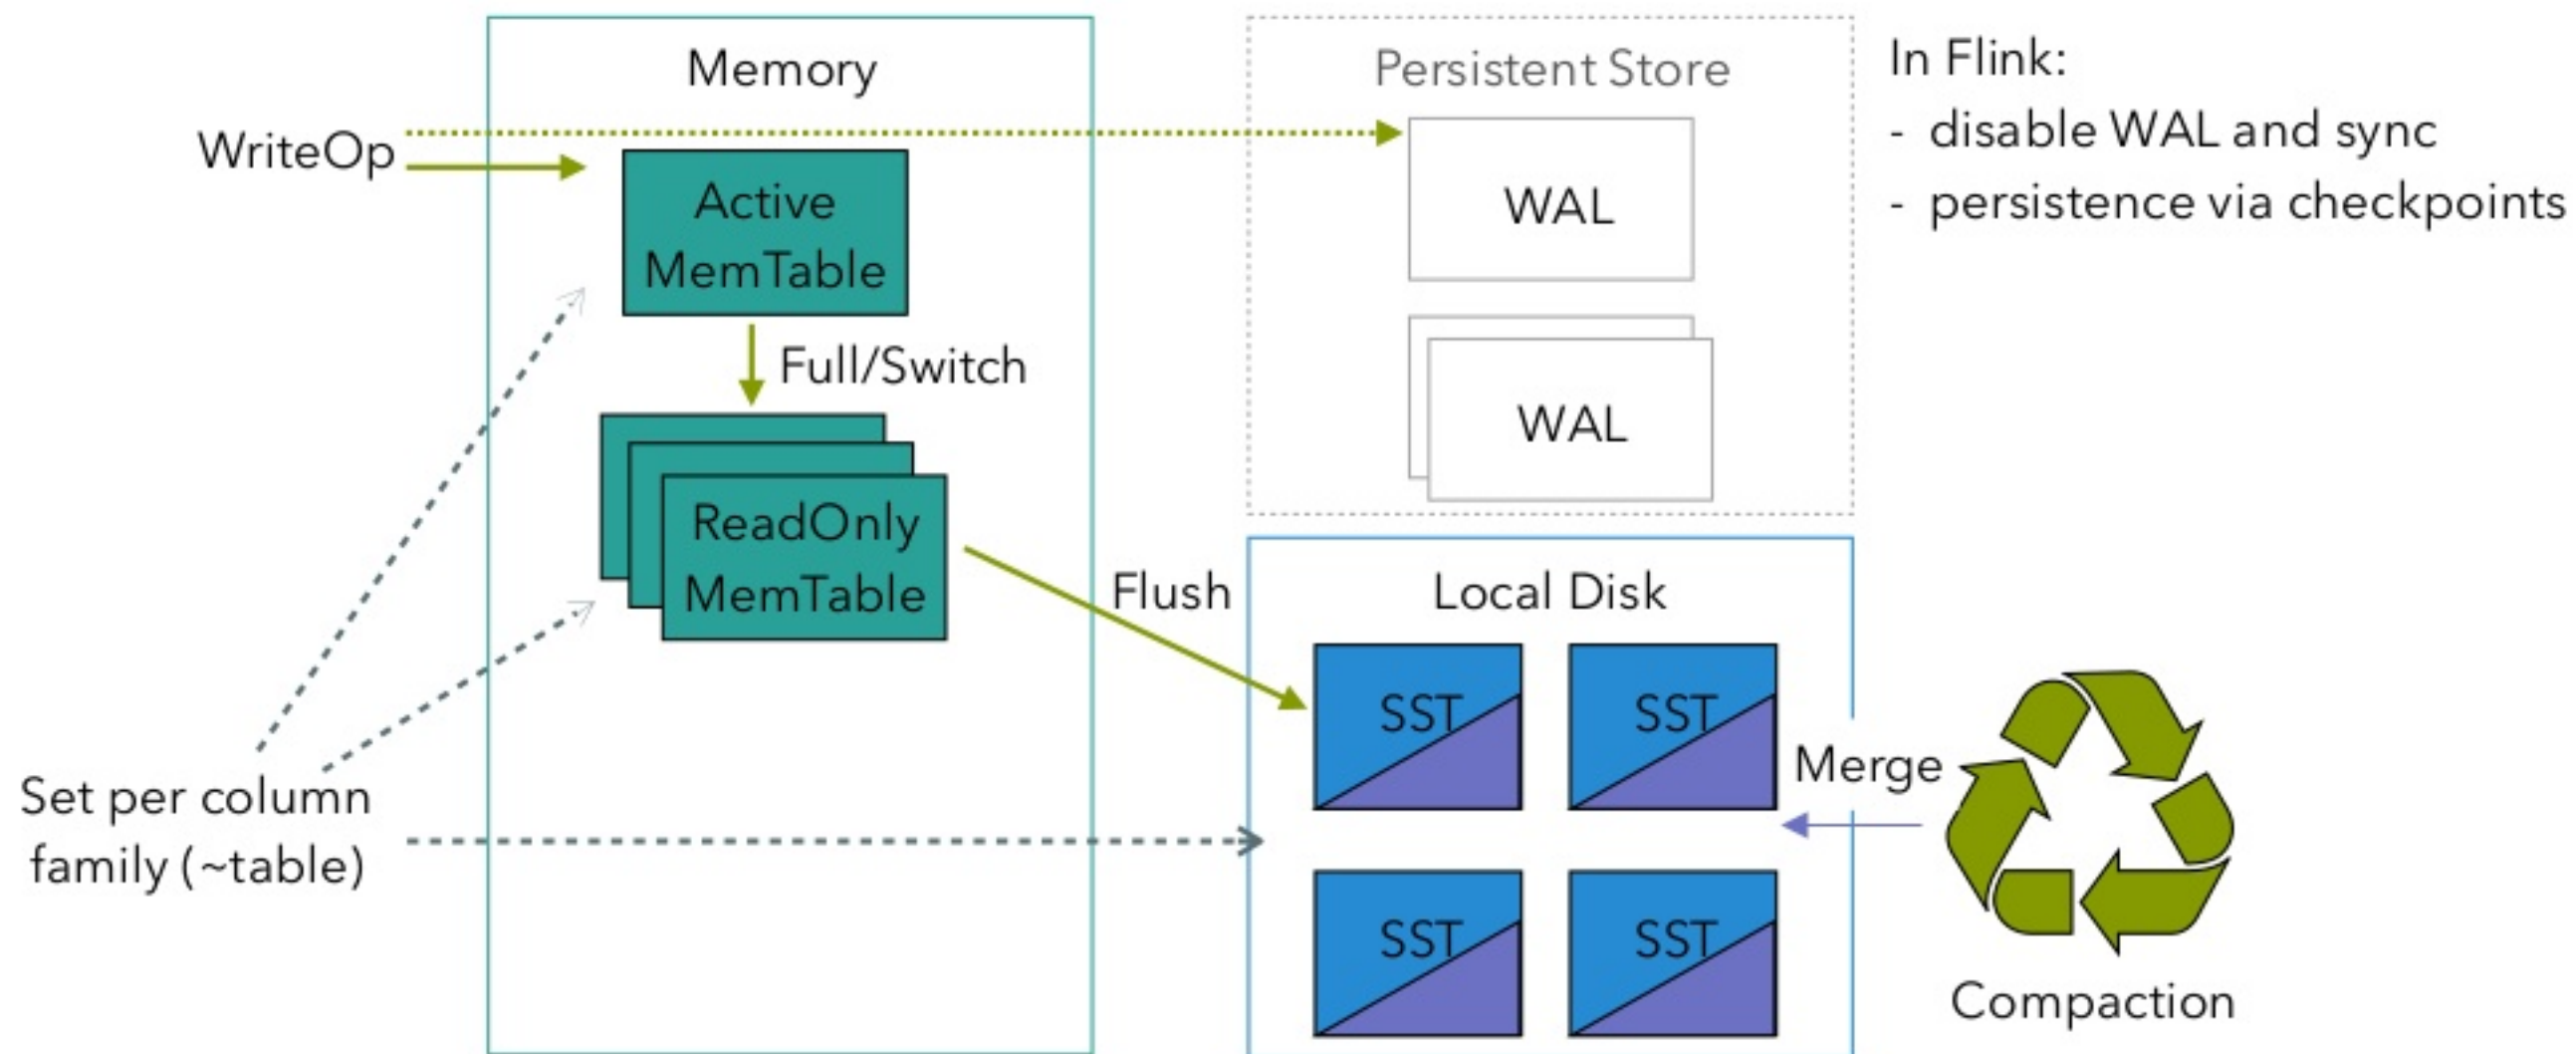 Memory
Persistent Store
In Flink:
- disable WAL and sync
- persistence via checkpoints
WriteOp
WAL
Active
MemTable
Full/Switch
WAL
ReadOnly
MemTable
Flush
Local Disk
SST
SST
Merge
Set per column
family (~table)
SST
SST
Compaction